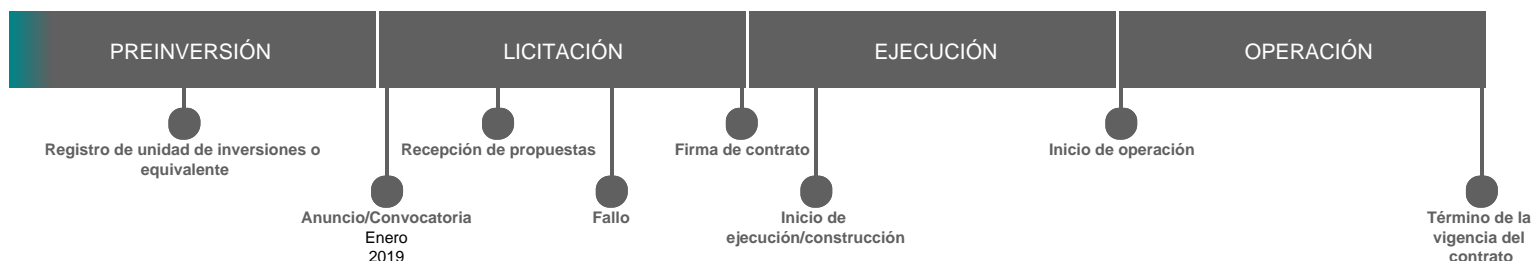 PREINVERSIÓN
LICITACIÓN
EJECUCIÓN
OPERACIÓN
Registro de unidad de inversiones o
equivalente
Recepción de propuestas
Firma de contrato
Inicio de operación
Anuncio/Convocatoria
Enero
2019
Fallo
Inicio de
ejecución/construcción
Término de la
vigencia del
contrato